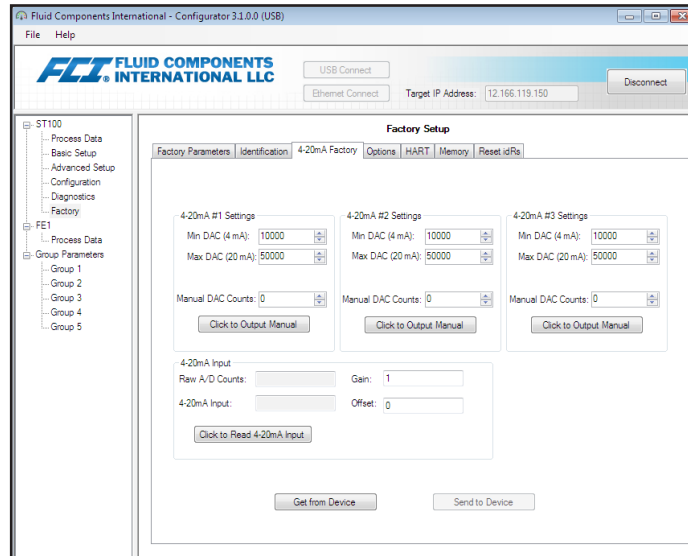 Fluid Components International - Configurator 3.1.0.0 (USB)
File Help
FCI FLUID COMPONENTS
® INTERNATIONAL LLC
USB Connect
Ethernet Connect Target IP Address: 12.166.119.150 Disconnect
ST100
Process Data
Basic Setup
Advanced Setup
Configuration
Diagnostics
Factory
FE1
Process Data
Group Parameters
Group 1
Group 2
Group 3
Group 4
Group 5
Factory Setup
Factory Parameters Identification 4-20mA Factory Options HART Memory Reset idRs
4-20mA #1 Settings 4-20mA #2 Settings 4-20mA #3 Settings
Min DAC (4 mA): 10000 Min DAC (4 mA): 10000 Min DAC (4 mA): 10000
Max DAC (20 mA): 50000 Max DAC (20 mA): 50000 Max DAC (20 mA): 50000
Manual DAC Counts: 0 Manual DAC Counts: 0 Manual DAC Counts: 0
Click to Output Manual Click to Output Manual Click to Output Manual
4-20mA Input
Raw A/D Counts: Gain: 1
4-20mA Input: Offset: 0
Click to Read 4-20mA Input
Get from Device Send to Device